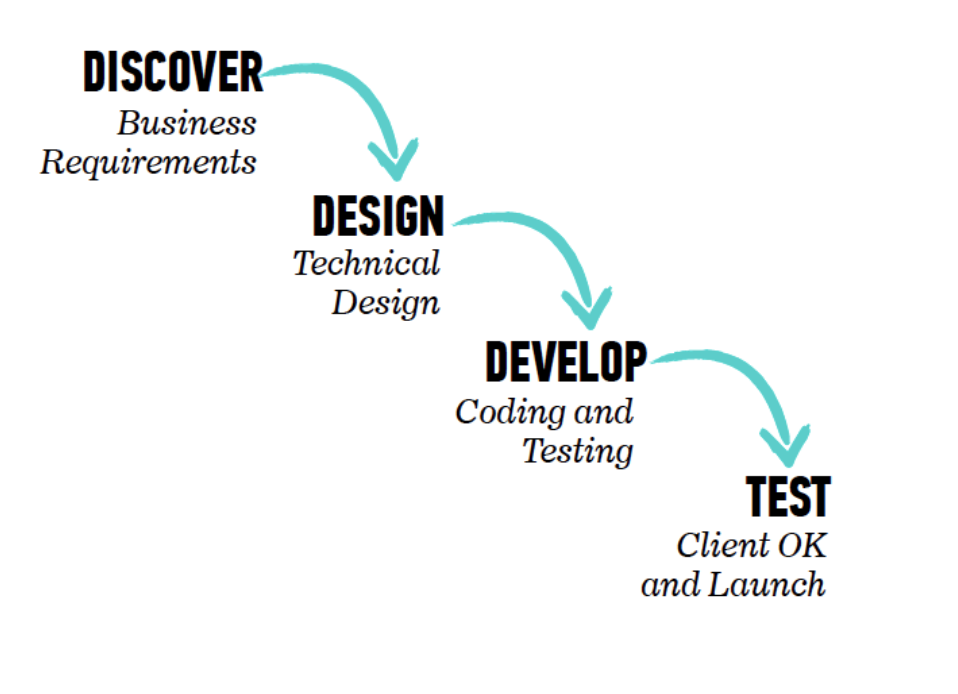 DISCOVER
Business
Requirements
DESIGN
Technical
Design
DEVELOP
Coding and
Testing
TEST
Client OK
and Launch